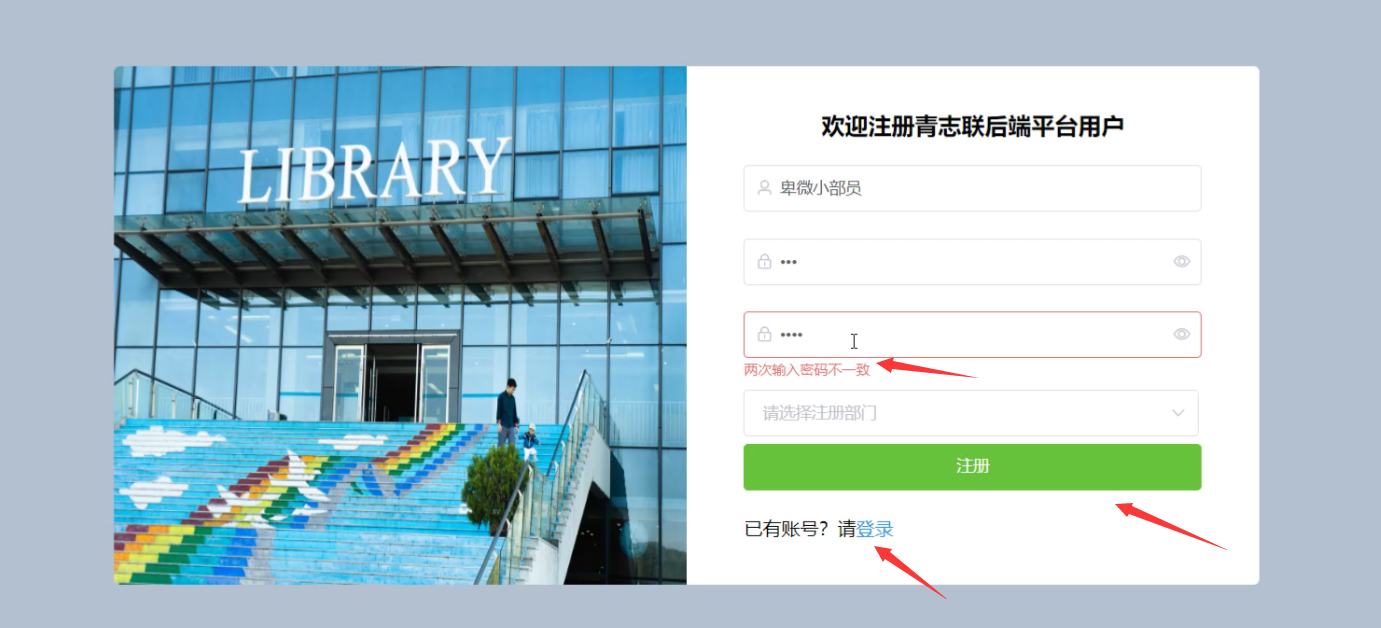 LIBRARY
欢迎注册青志联后端平台用户
卑微小部员
•••
••••
两次输入密码不一致
请选择注册部门
注册
已有账号？请登录